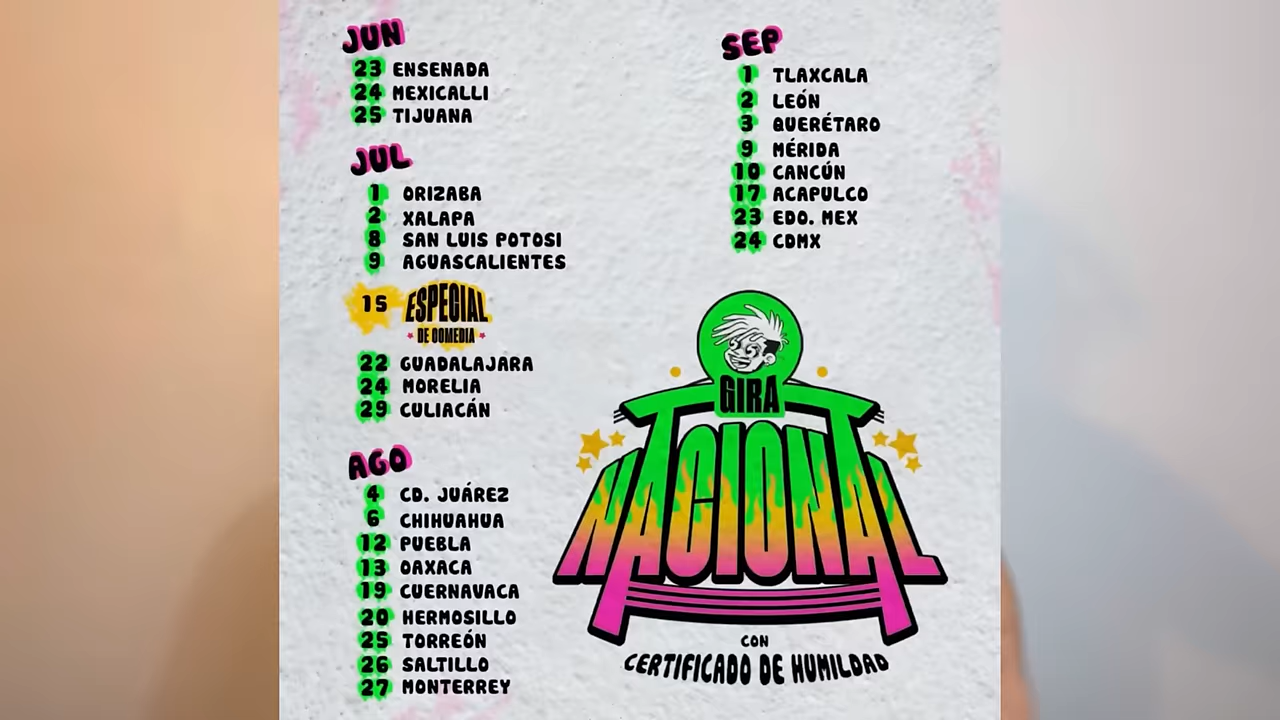 JUN
23 ENSENADA
24 MEXICALLI
25 TIJUANA
JUL
1 ORIZABA
2 XALAPA
8 SAN LUIS POTOSI
9 AGUASCALIENTES
15 ESPECIAL
DE COMEDIA
22 GUADALAJARA
24 MORELIA
29 CULIACÁN
AGO
4 CD. JUÁREZ
6 CHIHUAHUA
12 PUEBLA
13 OAXACA
19 CUERNAVACA
20 HERMOSILLO
25 TORREÓN
26 SALTILLO
27 MONTERREY
SEP
1 TLAXCALA
2 LEÓN
3 QUERÉTARO
9 MÉRIDA
10 CANCÚN
17 ACAPULCO
23 EDO. MEX
24 CDMX
GIRA
NACIONAL
CON
CERTIFICADO DE HUMILDAD